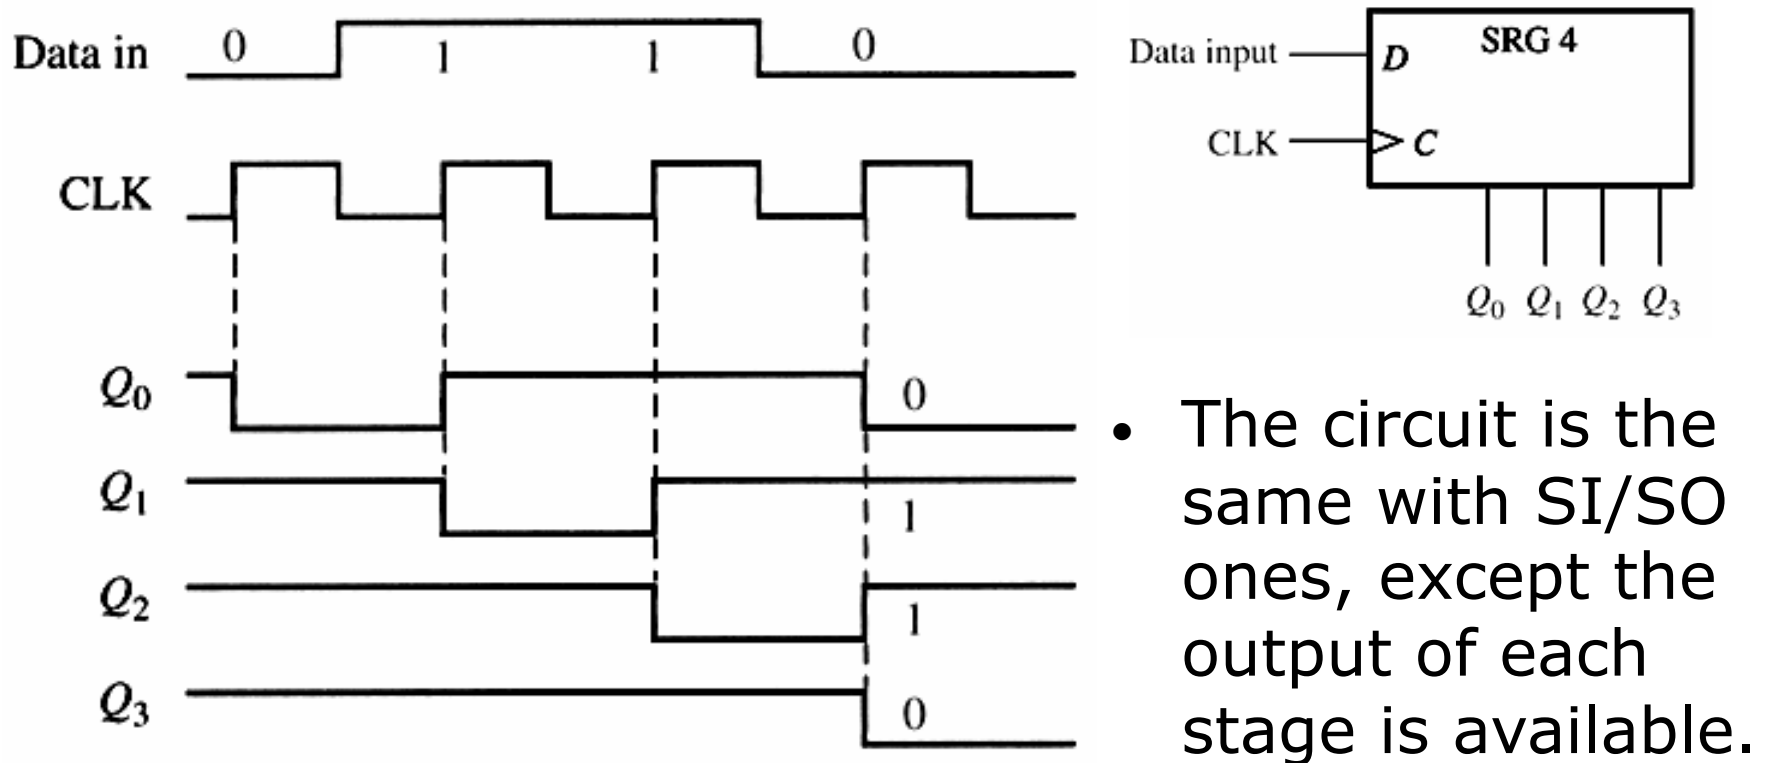 Data in 0 1 1 0
CLK
Q0 0
Q1 1
Q2 1
Q3 0
SRG 4
Data input D
CLK C
Q0 Q1 Q2 Q3
• The circuit is the
same with SI/SO
ones, except the
output of each
stage is available.